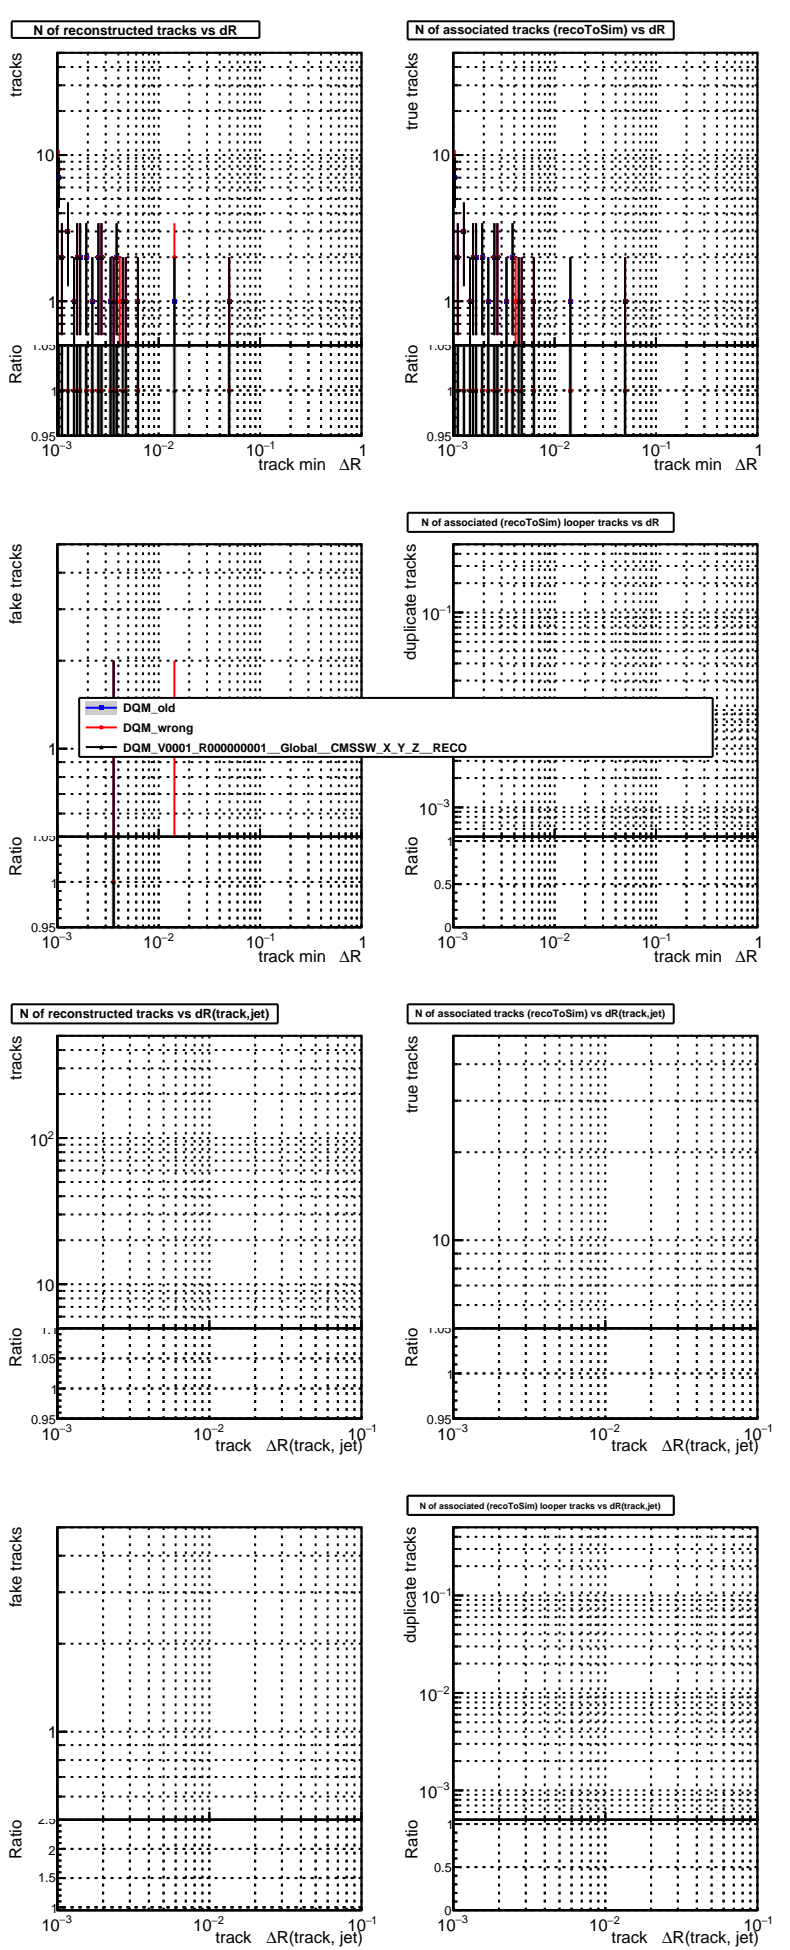 N of reconstructed tracks vs dR
tracks
10
1
1.05
Ratio
1
0.95
10⁻³ 10⁻² 10⁻¹ 1
track min ΔR
N of associated tracks (recoToSim) vs dR
true tracks
10
1
1.05
Ratio
1
0.95
10⁻³ 10⁻² 10⁻¹ 1
track min ΔR
fake tracks
1
1.05
Ratio
1
0.95
10⁻³ 10⁻² 10⁻¹ 1
track min ΔR
N of associated (recoToSim) looper tracks vs dR
duplicate tracks
10⁻¹
10⁻³
1
Ratio
0.5
0
10⁻³ 10⁻² 10⁻¹ 1
track min ΔR
DQM_old
DQM_wrong
DQM_V0001_R000000001__Global__CMSSW_X_Y_Z__RECO
N of reconstructed tracks vs dR(track,jet)
tracks
10²
10
1.1
Ratio
1.05
1
0.95
10⁻³ 10⁻² 10⁻¹
track ΔR(track, jet)
N of associated tracks (recoToSim) vs dR(track,jet)
true tracks
10
1.05
Ratio
1
0.95
10⁻³ 10⁻² 10⁻¹
track ΔR(track, jet)
fake tracks
1
2.5
Ratio
2
1.5
1
10⁻³ 10⁻² 10⁻¹
track ΔR(track, jet)
N of associated (recoToSim) looper tracks vs dR(track,jet)
duplicate tracks
10⁻¹
10⁻²
10⁻³
1
Ratio
0.5
0
10⁻³ 10⁻² 10⁻¹
track ΔR(track, jet)